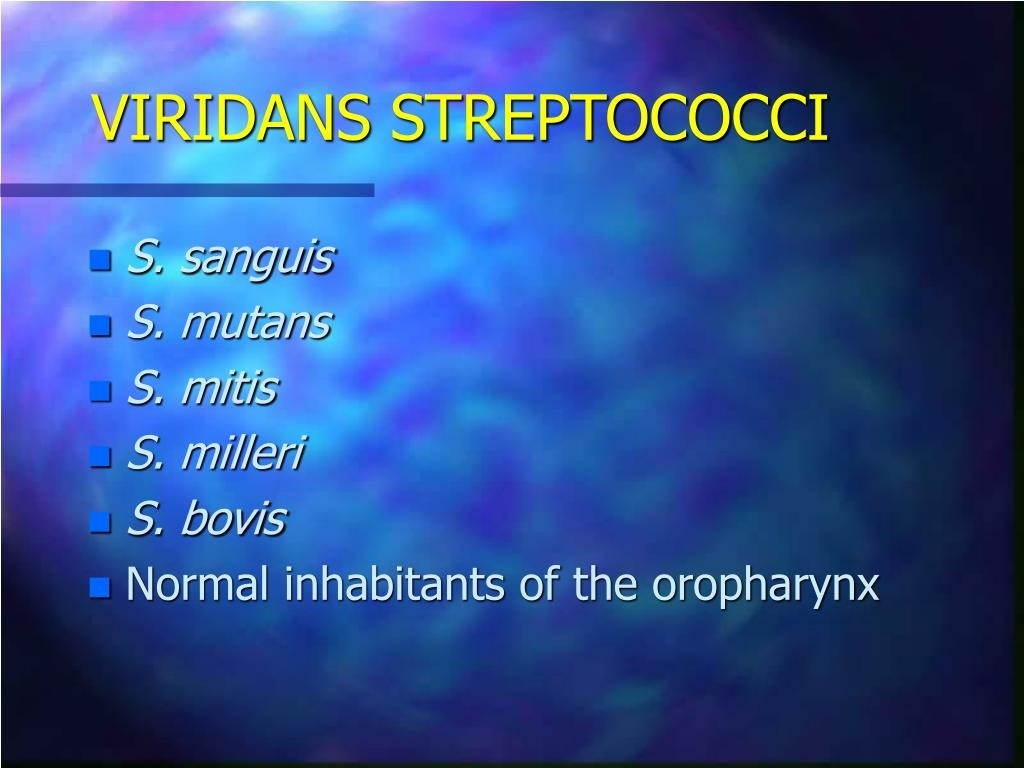 VIRIDANS STREPTOCOCCI
S. sanguis
S. mutans
S. mitis
S. milleri
S. bovis
Normal inhabitants of the oropharynx